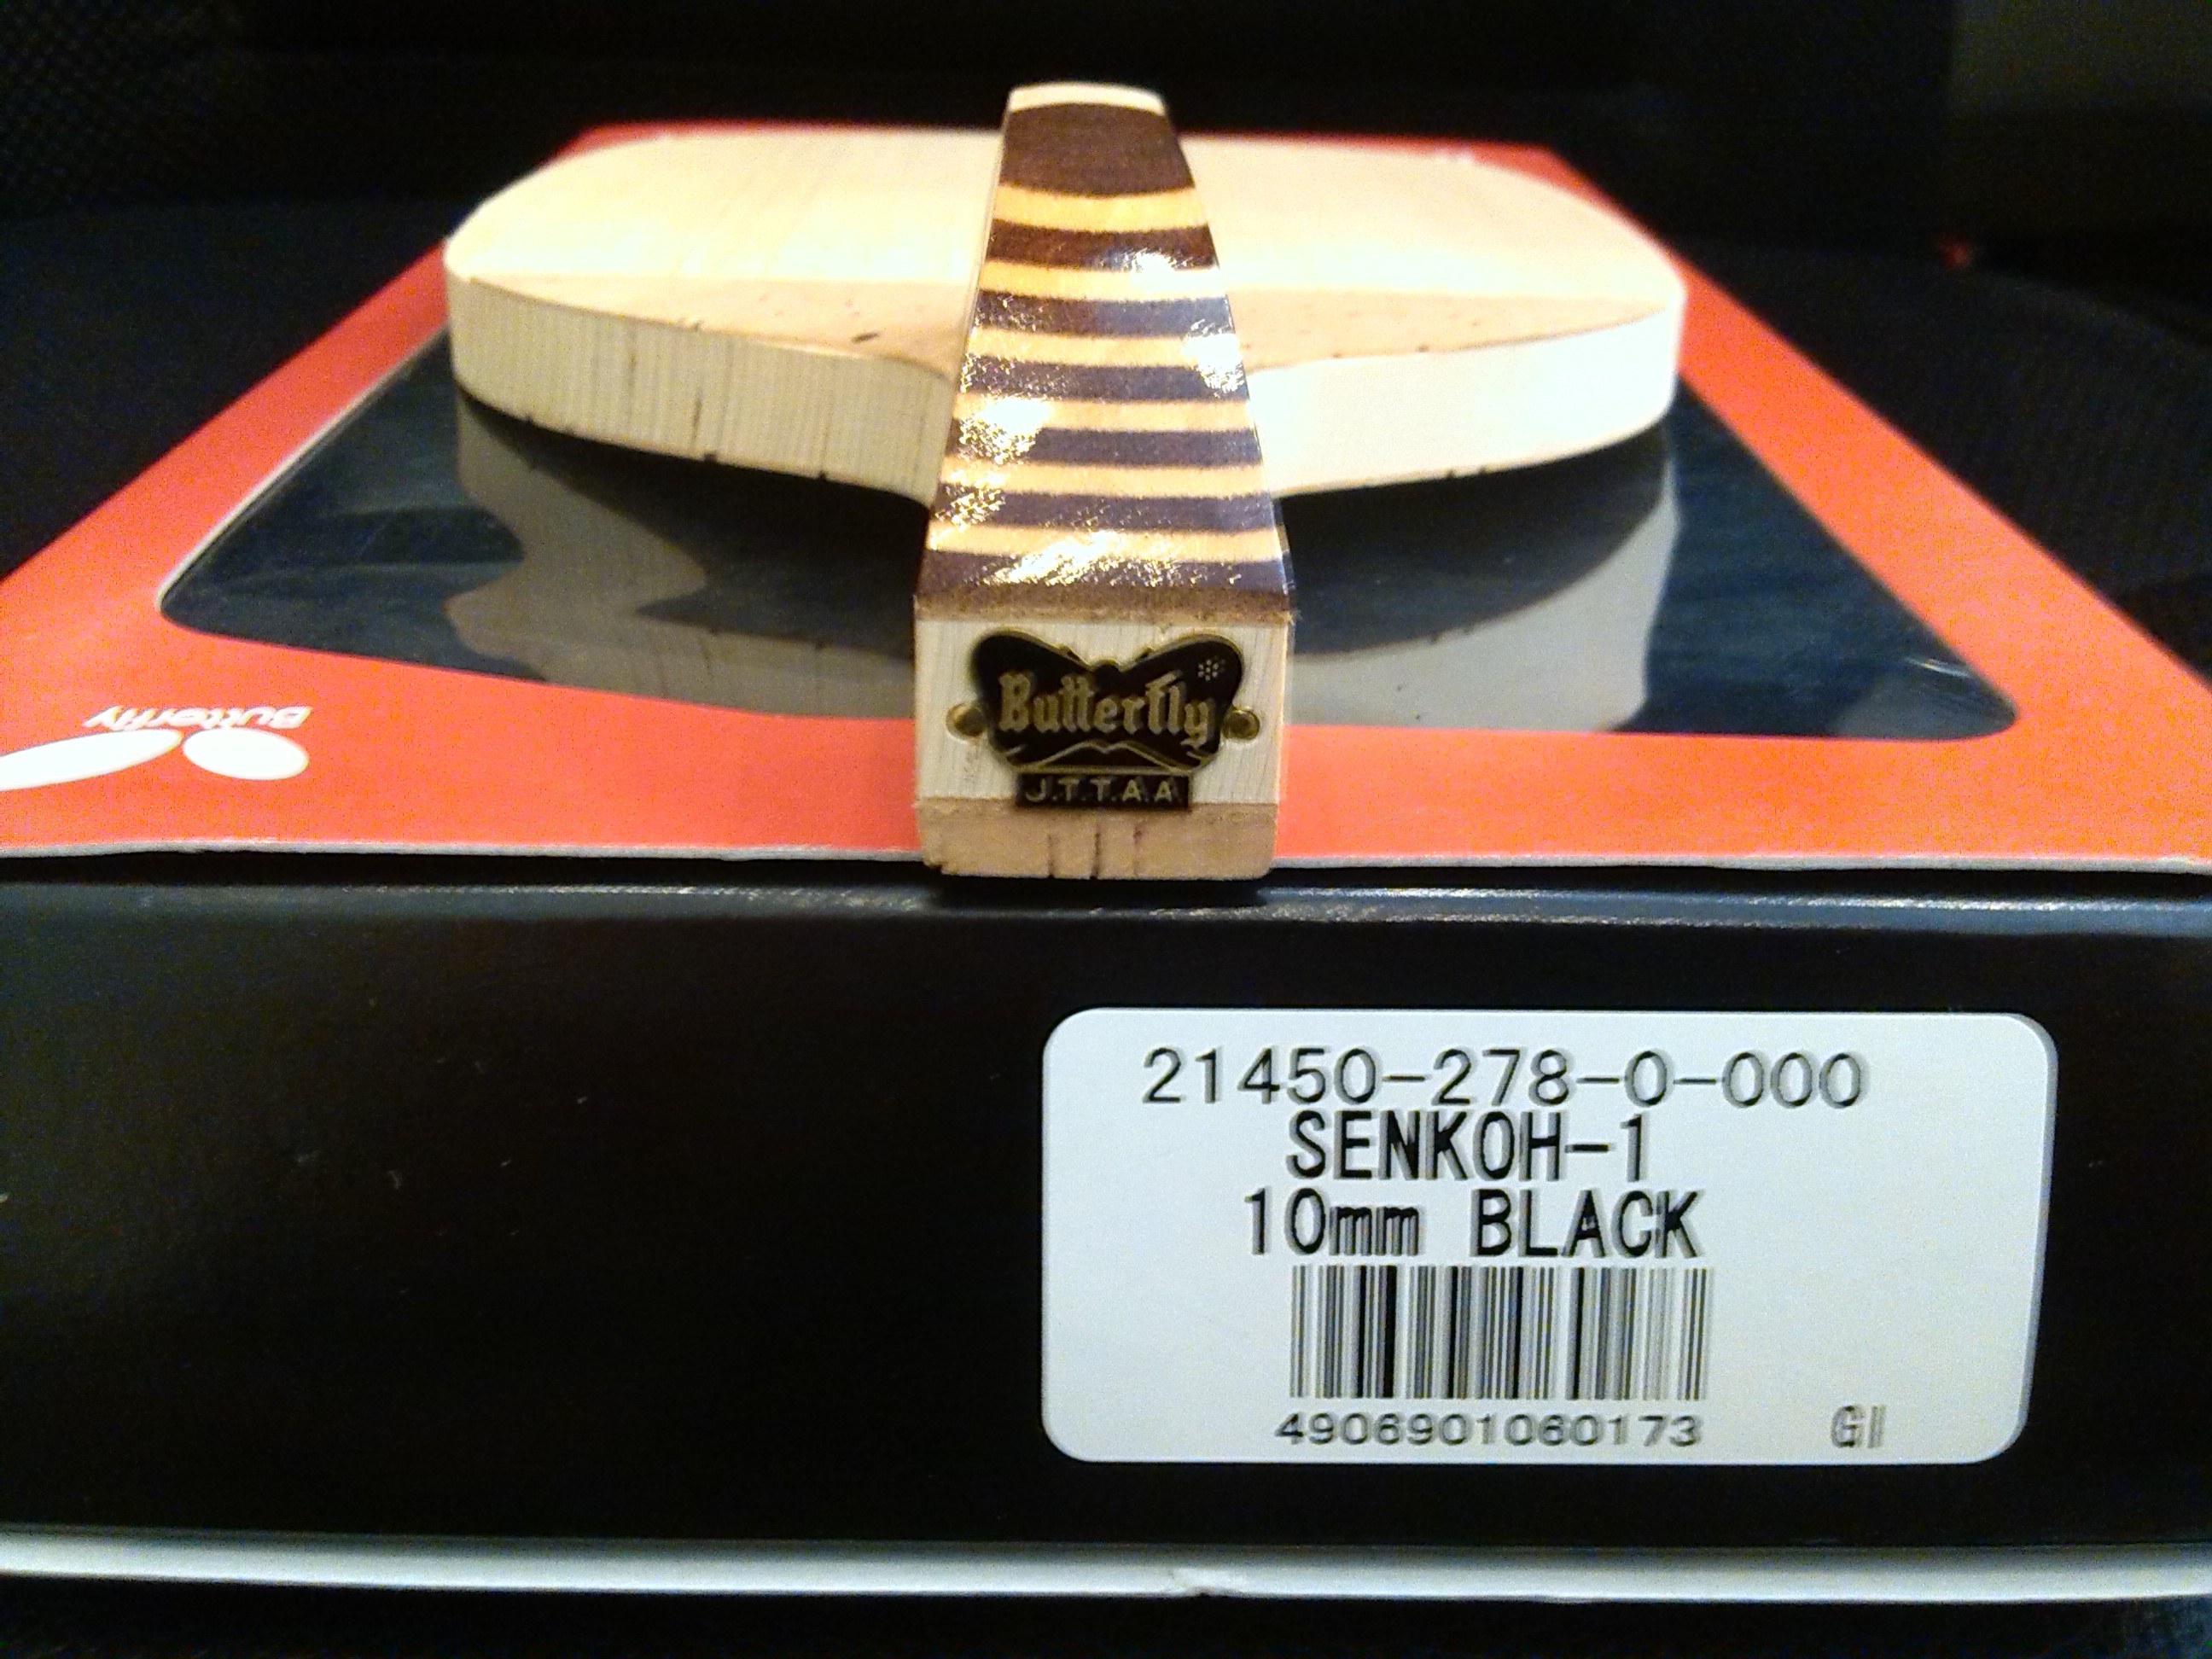 Butterfly
J.T.T.A.A
Butterfly
21450-278-0-000
SENKOH-1
10mm BLACK
4906901060173
GI